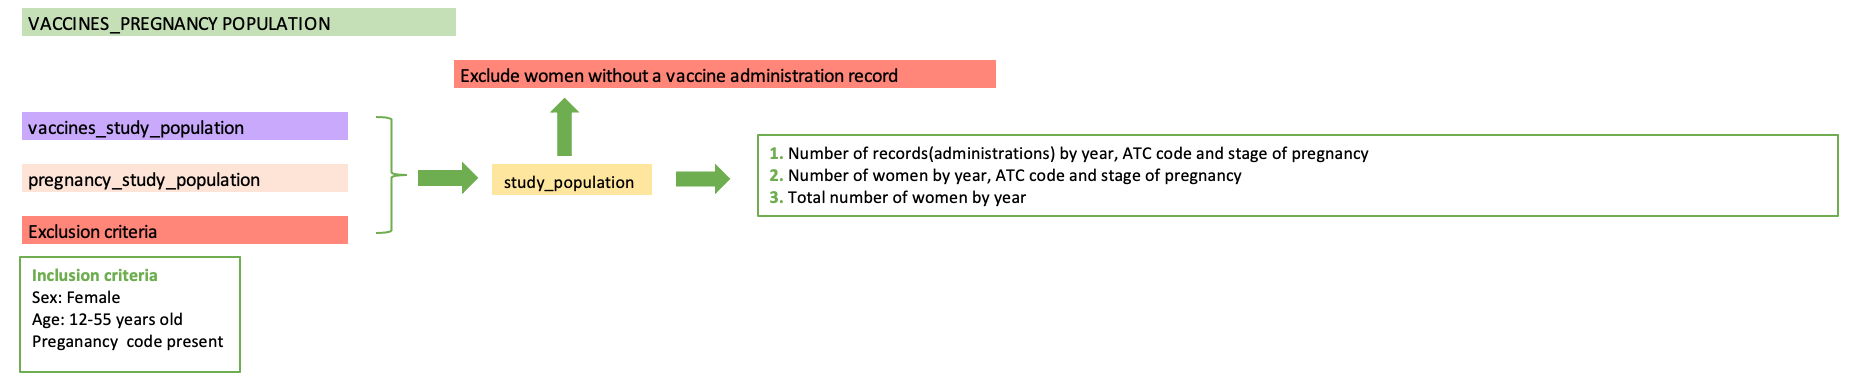 VACCINES_PREGNANCY POPULATION
Exclude women without a vaccine administration record
vaccines_study_population
pregnancy_study_population
Exclusion criteria
study_population
1. Number of records(administrations) by year, ATC code and stage of pregnancy
2. Number of women by year, ATC code and stage of pregnancy
3. Total number of women by year
Inclusion criteria
Sex: Female
Age: 12-55 years old
Preganancy  code present